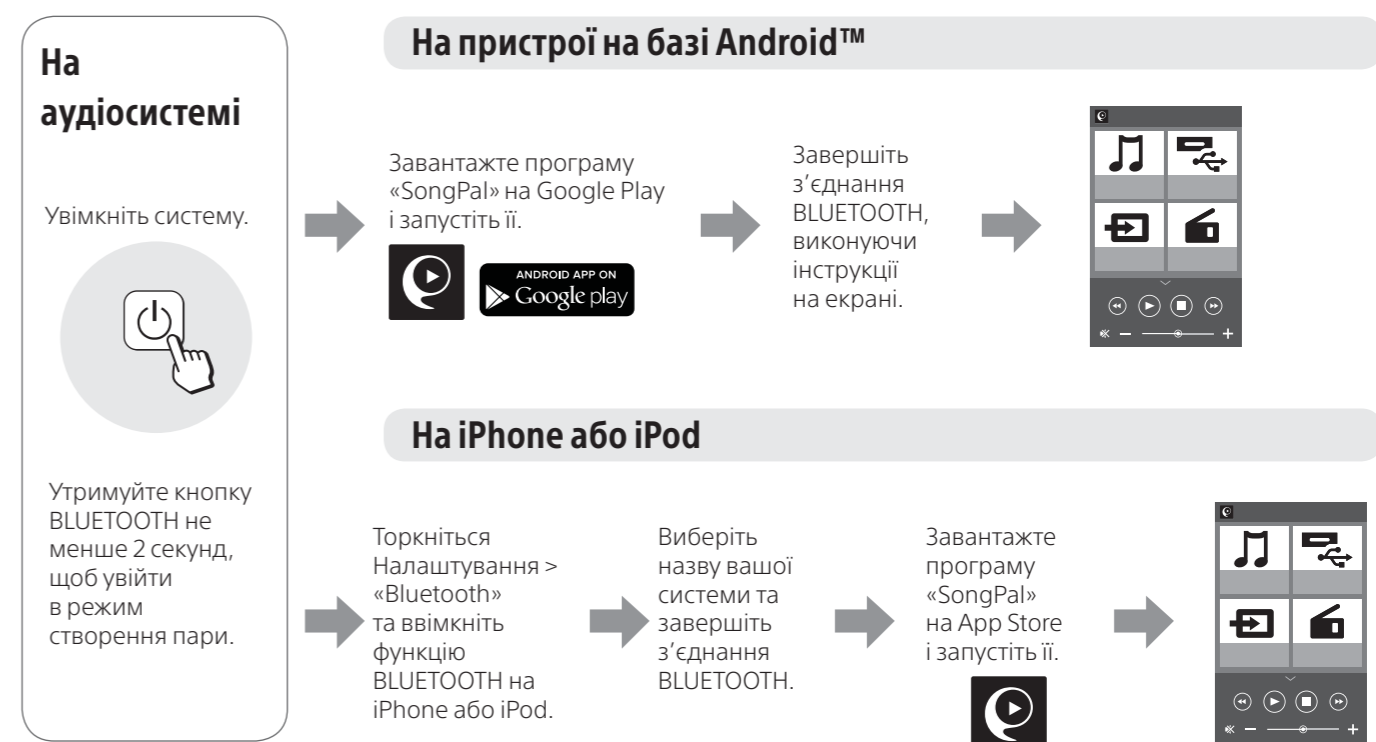 На
аудіосистемі
Увімкніть систему.
Утримуйте кнопку
BLUETOOTH не
менше 2 секунд,
щоб увійти
в режим
створення пари.
На пристрої на базі Android™
Завантажте програму
«SongPal» на Google Play
і запустіть її.
ANDROID APP ON
Google play
Завершіть
з’єднання
BLUETOOTH,
виконуючи
інструкції
на екрані.
На iPhone або iPod
Торкніться
Налаштування >
«Bluetooth»
та ввімкніть
функцію
BLUETOOTH на
iPhone або iPod.
Виберіть
назву вашої
системи та
завершіть
з’єднання
BLUETOOTH.
Завантажте
програму
«SongPal»
на App Store
і запустіть її.